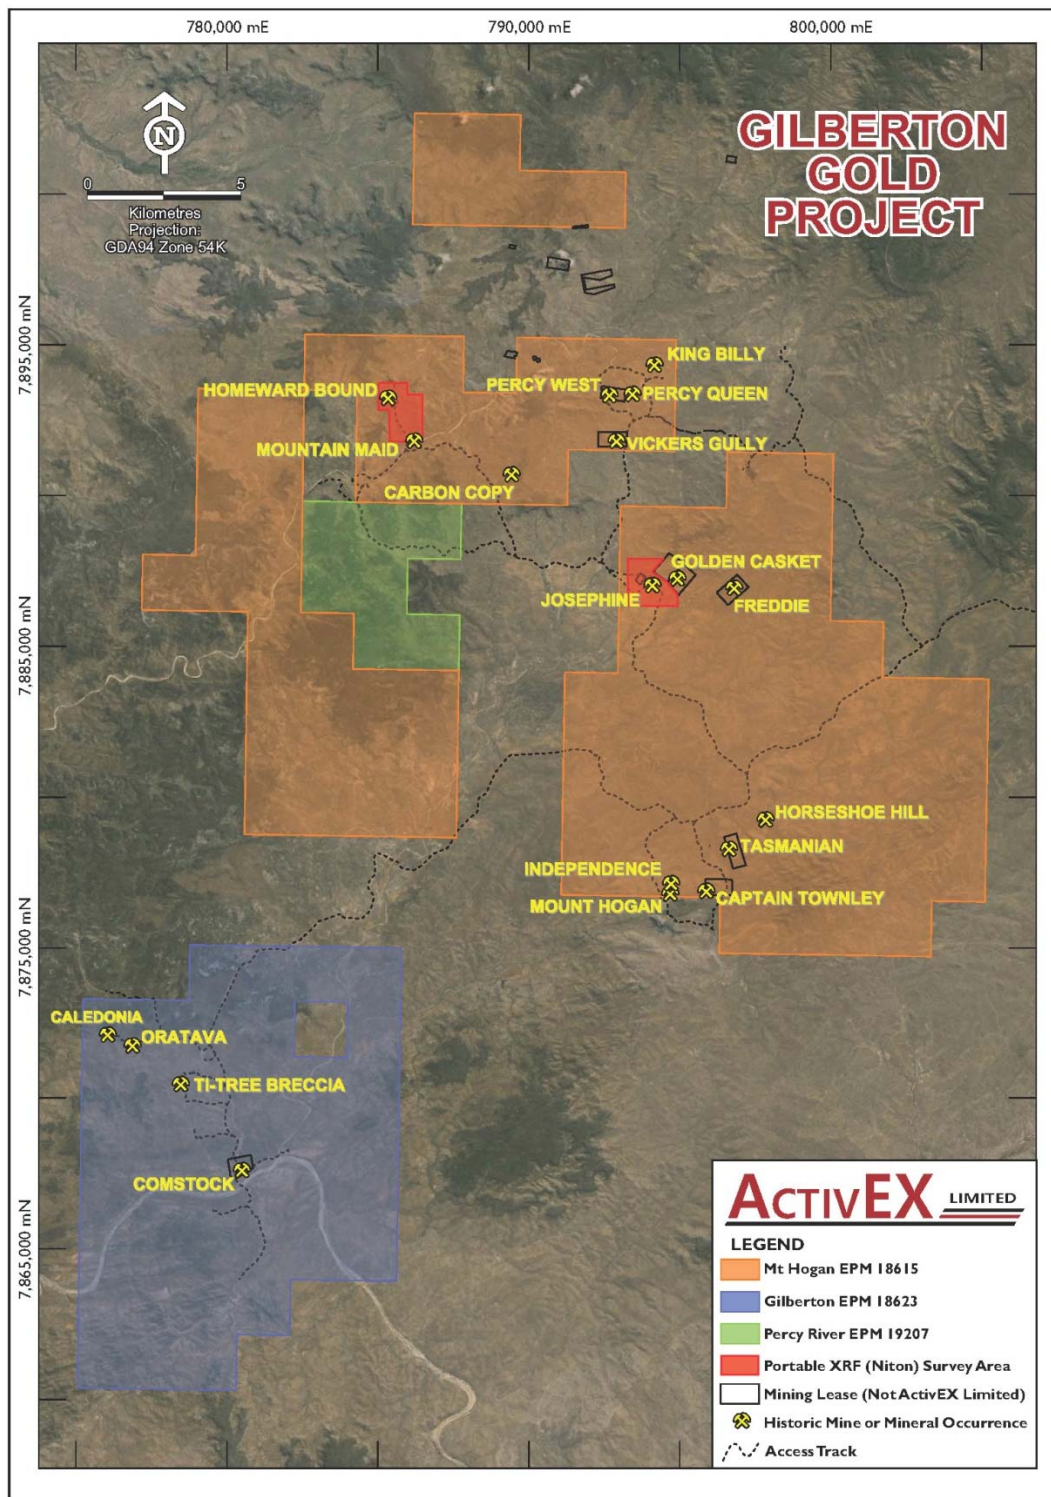 780,000 mE
790,000 mE
800,000 mE
N
0
5
Kilometres
Projection:
GDA94 Zone 54K
GILBERTON
GOLD
PROJECT
7,895,000 mN
7,885,000 mN
7,875,000 mN
7,865,000 mN
KING BILLY
HOMEWARD BOUND
PERCY WEST
PERCY QUEEN
MOUNTAIN MAID
VICKERS GULLY
CARBON COPY
GOLDEN CASKET
JOSEPHINE
FREDDIE
HORSESHOE HILL
TASMANIAN
INDEPENDENCE
MOUNT HOGAN
CAPTAIN TOWNLEY
CALEDONIA
ORATAVA
TI-TREE BRECCIA
COMSTOCK
ACTIVEX LIMITED
LEGEND
Mt Hogan EPM 18615
Gilberton EPM 18623
Percy River EPM 19207
Portable XRF (Niton) Survey Area
Mining Lease (Not ActivEX Limited)
Historic Mine or Mineral Occurrence
Access Track